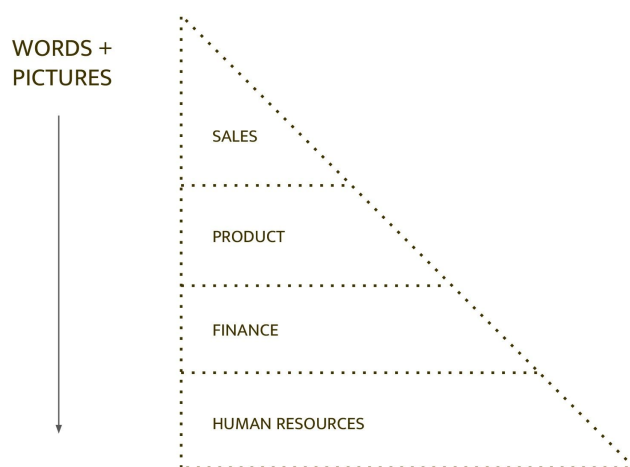 WORDS +
PICTURES
SALES
PRODUCT
FINANCE
HUMAN RESOURCES